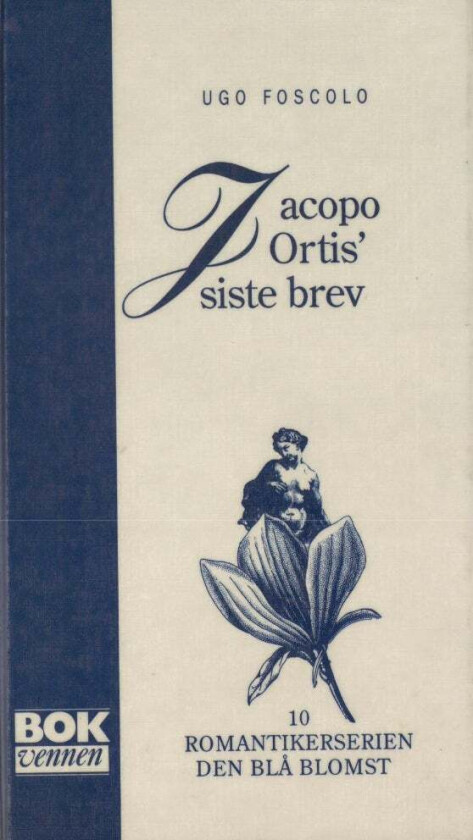 UGO FOSCOLO
Jacopo
Ortis'
siste brev
10
ROMANTIKERSERIEN
DEN BLÅ BLOMST
BOK
vennen